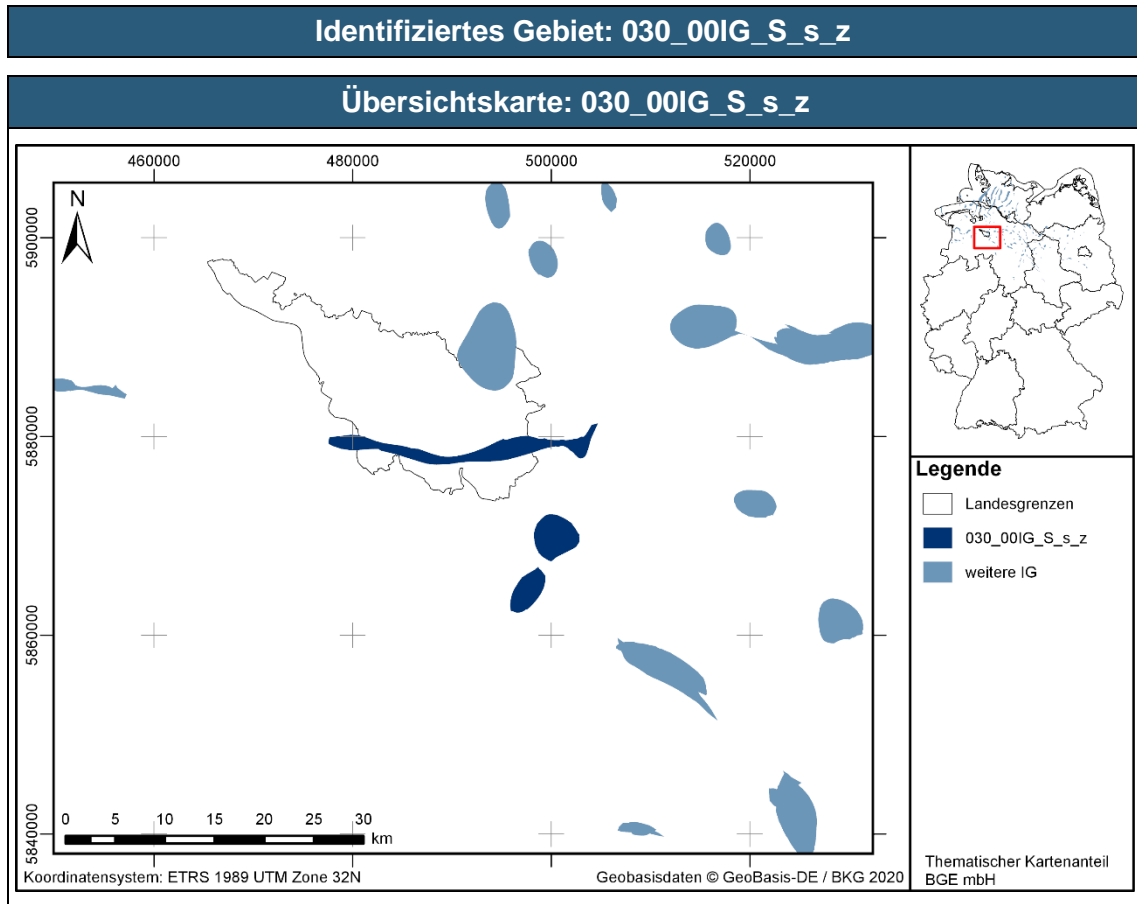 Identifiziertes Gebiet: 030_00IG_S_s_z
Übersichtskarte: 030_00IG_S_s_z
460000 480000 500000 520000
N
5900000
5880000
5860000
5840000
0 5 10 15 20 25 30
km
Koordinatensystem: ETRS 1989 UTM Zone 32N
Geobasisdaten © GeoBasis-DE / BKG 2020
Legende
Landesgrenzen
030_00IG_S_s_z
weitere IG
Thematischer Kartenanteil
BGE mbH